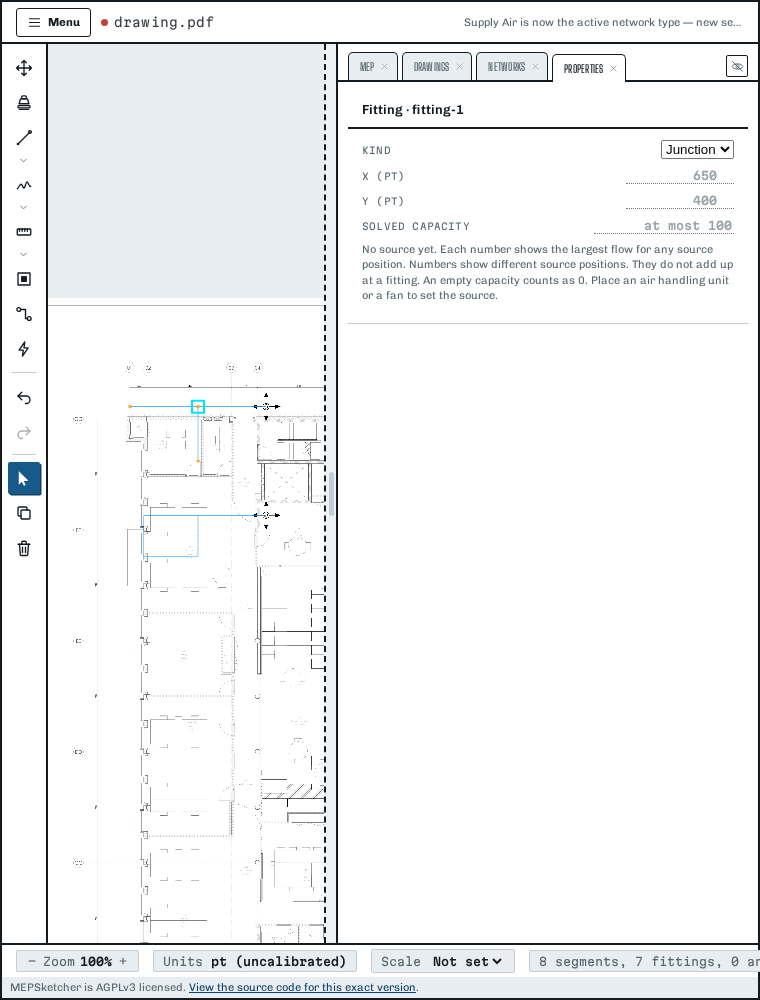 Menu
drawing.pdf
Supply Air is now the active network type — new se…
MEP
DRAWINGS
NETWORKS
PROPERTIES
Fitting · fitting-1
KIND
Junction
X (PT)
650
Y (PT)
400
SOLVED CAPACITY
at most 100
No source yet. Each number shows the largest flow for any source
position. Numbers show different source positions. They do not add up
at a fitting. An empty capacity counts as 0. Place an air handling unit
or a fan to set the source.
− Zoom 100% +
Units pt (uncalibrated)
Scale Not set
8 segments, 7 fittings, 0 ar
MEPSketcher is AGPLv3 licensed. View the source code for this exact version.